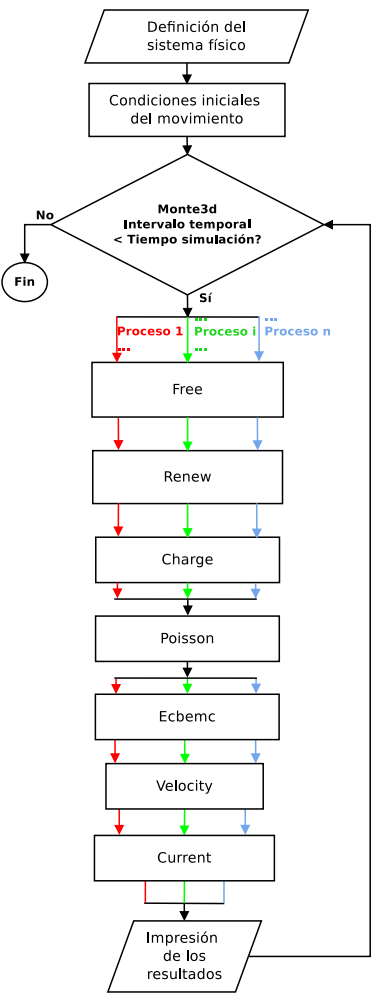 Definición del
sistema físico
Condiciones iniciales
del movimiento
Monte3d
Intervalo temporal
< Tiempo simulación?
No
Fin
Sí
... ... ...
Proceso 1 Proceso i Proceso n
... ...
Free
Renew
Charge
Poisson
Ecbemc
Velocity
Current
Impresión
de los
resultados